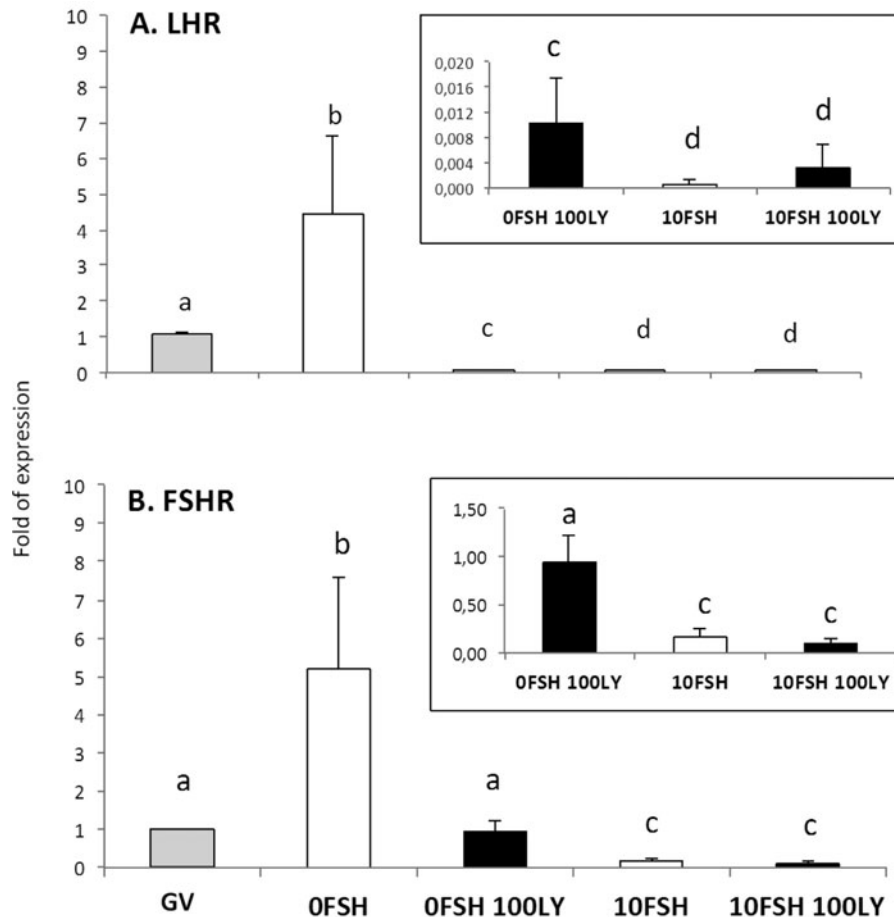 A. LHR
10
9
8
7
6
5
4
3
2
1
0
a
b
c
d
d
0,020
0,016
0,012
0,008
0,004
0,000
c
d
d
0FSH 100LY
10FSH
10FSH 100LY
Fold of expression
B. FSHR
10
9
8
7
6
5
4
3
2
1
0
a
b
a
c
c
1,50
1,00
0,50
0,00
a
c
c
0FSH 100LY
10FSH
10FSH 100LY
GV
0FSH
0FSH 100LY
10FSH
10FSH 100LY